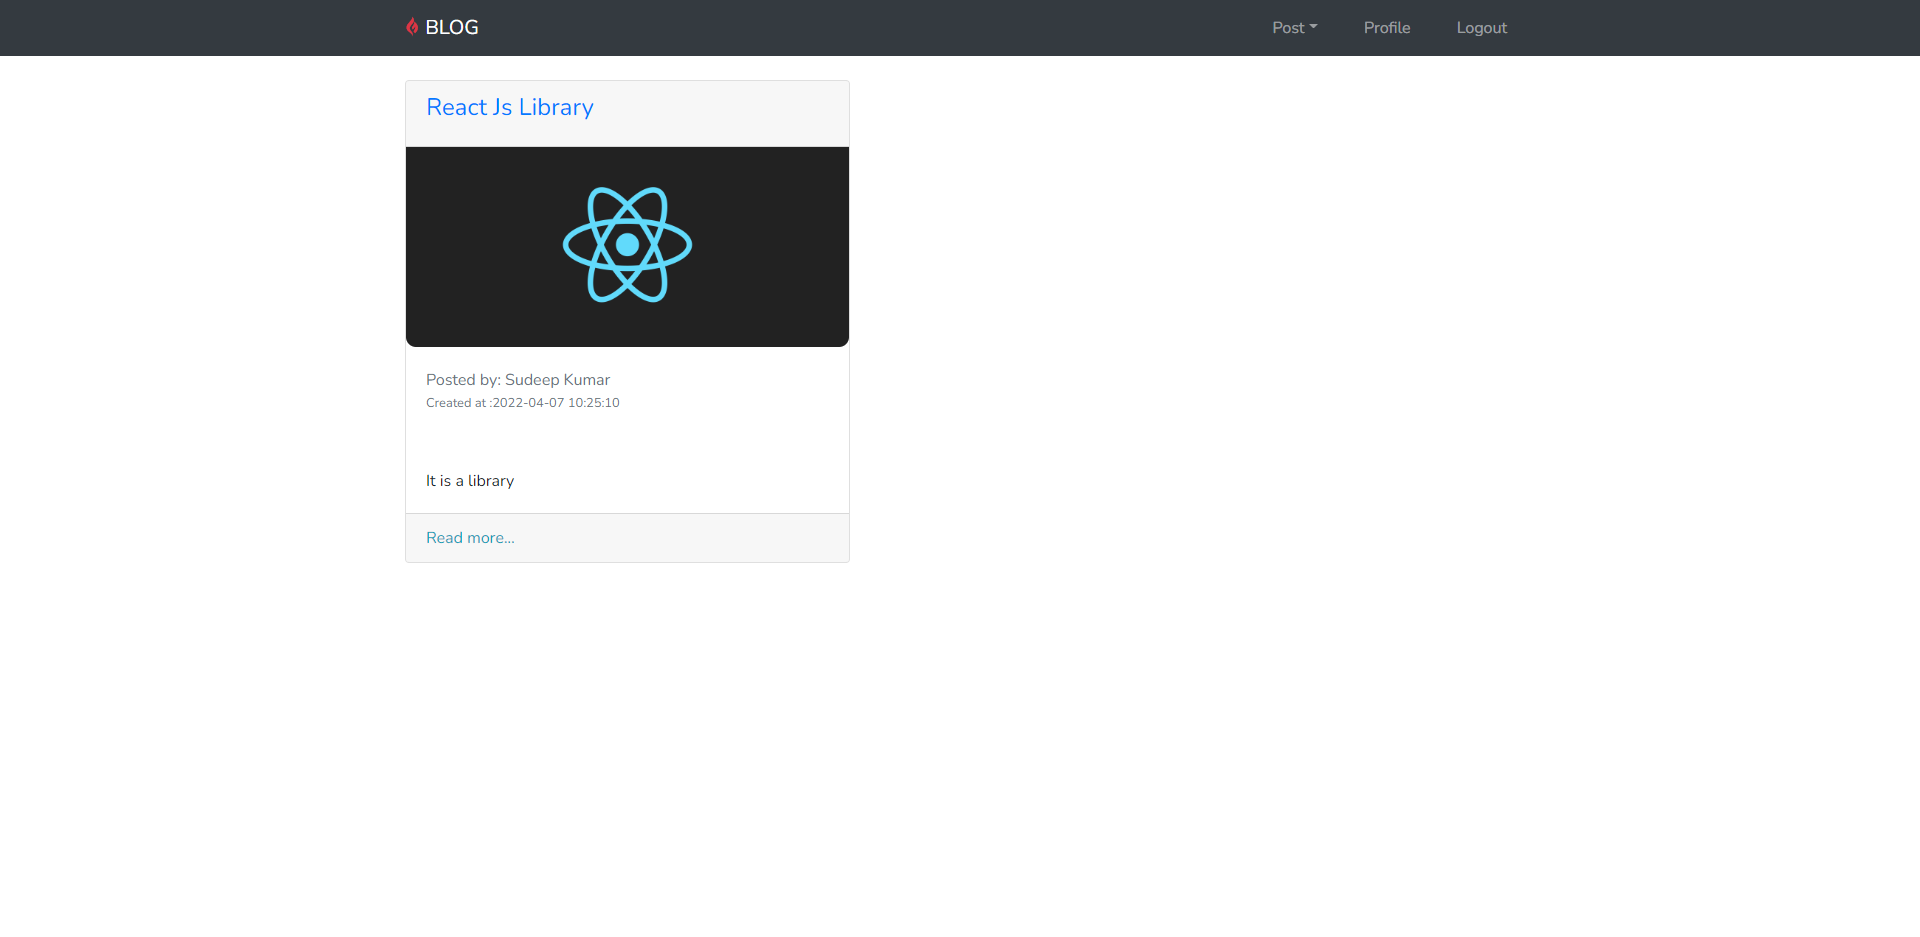 BLOG
Post
Profile
Logout
React Js Library
Posted by: Sudeep Kumar
Created at :2022-04-07 10:25:10
It is a library
Read more...